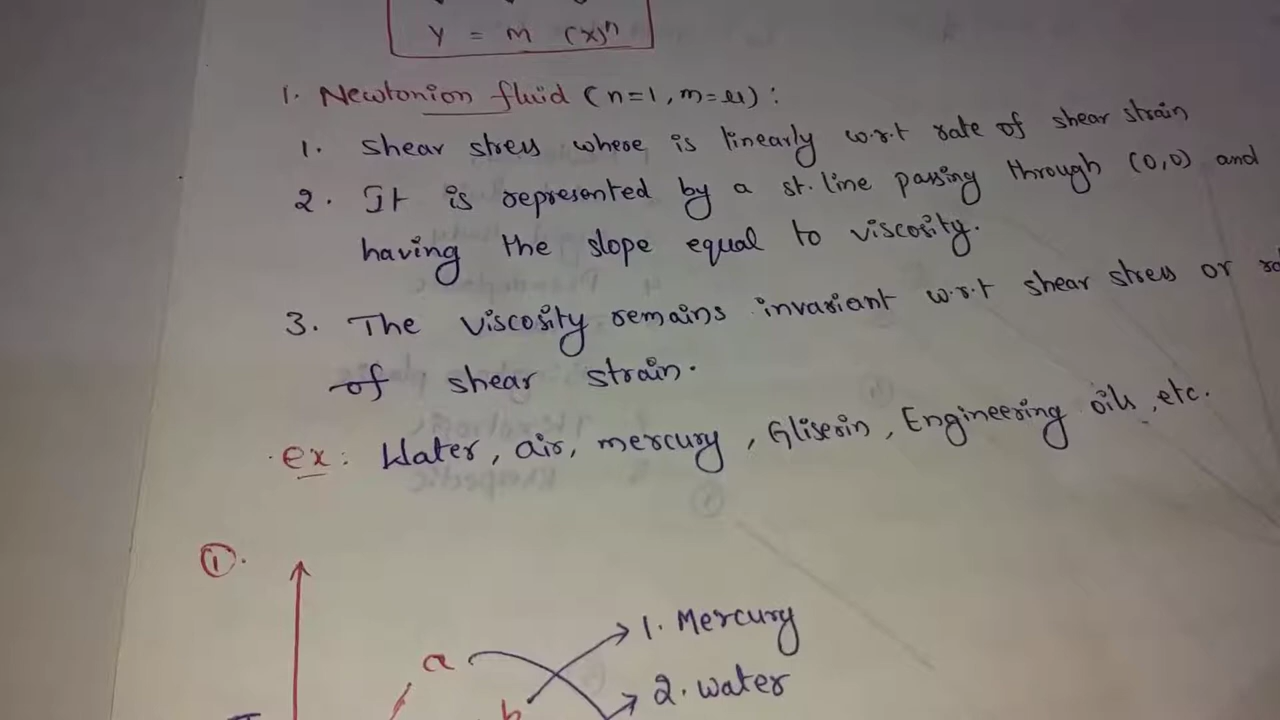 Y = m (x)ⁿ
1. Newtonion fluid (n=1, m=μ):
1. shear stress where is linearly w.r.t rate of shear strain
2. It is represented by a st. line passing through (0,0) and
having the slope equal to viscosity.
3. The viscosity remains invarient w.r.t shear stress or
of shear strain.
ex: Water, air, mercury, Gliserin, Engineering oils, etc.
①.
1. Mercury
a
2. water
b